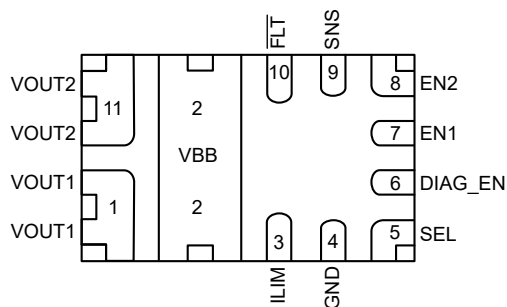 FLT
SNS
VOUT2
VOUT2
VOUT1
VOUT1
11
1
2
VBB
2
10
9
8
7
6
5
3
4
EN2
EN1
DIAG_EN
SEL
ILIM
GND